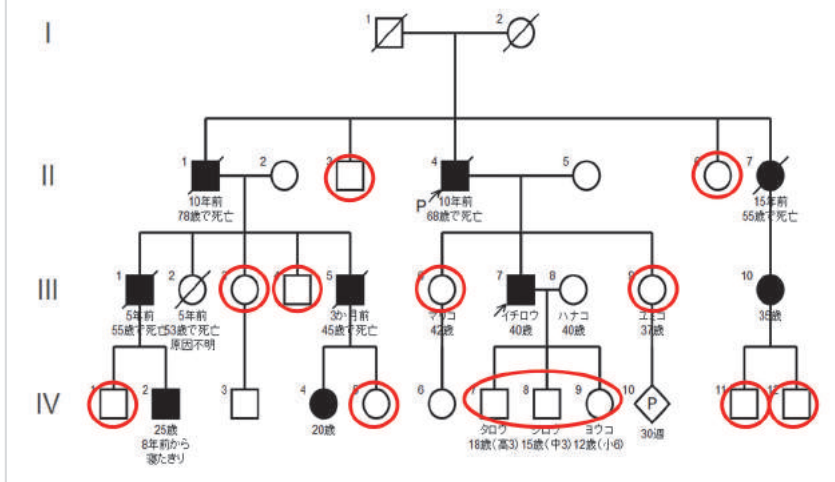 I
1
2
II
1
2
3
4
5
6
7
P
10年前
78歳で死亡
10年前
68歳で死亡
15年前
55歳で死亡
III
1
2
3
4
5
6
7
8
9
10
5年前
55歳で死亡
5年前
53歳で死亡
原因不明
3か月前
45歳で死亡
マツコ
42歳
イチロウ
40歳
ハナコ
40歳
37歳
35歳
IV
1
2
3
4
5
6
7
8
9
10
11
12
P
25歳
8年前から
寝たきり
20歳
タロウ
18歳(高3)
ジロウ
15歳(中3)
ヨウコ
12歳(小6)
30週